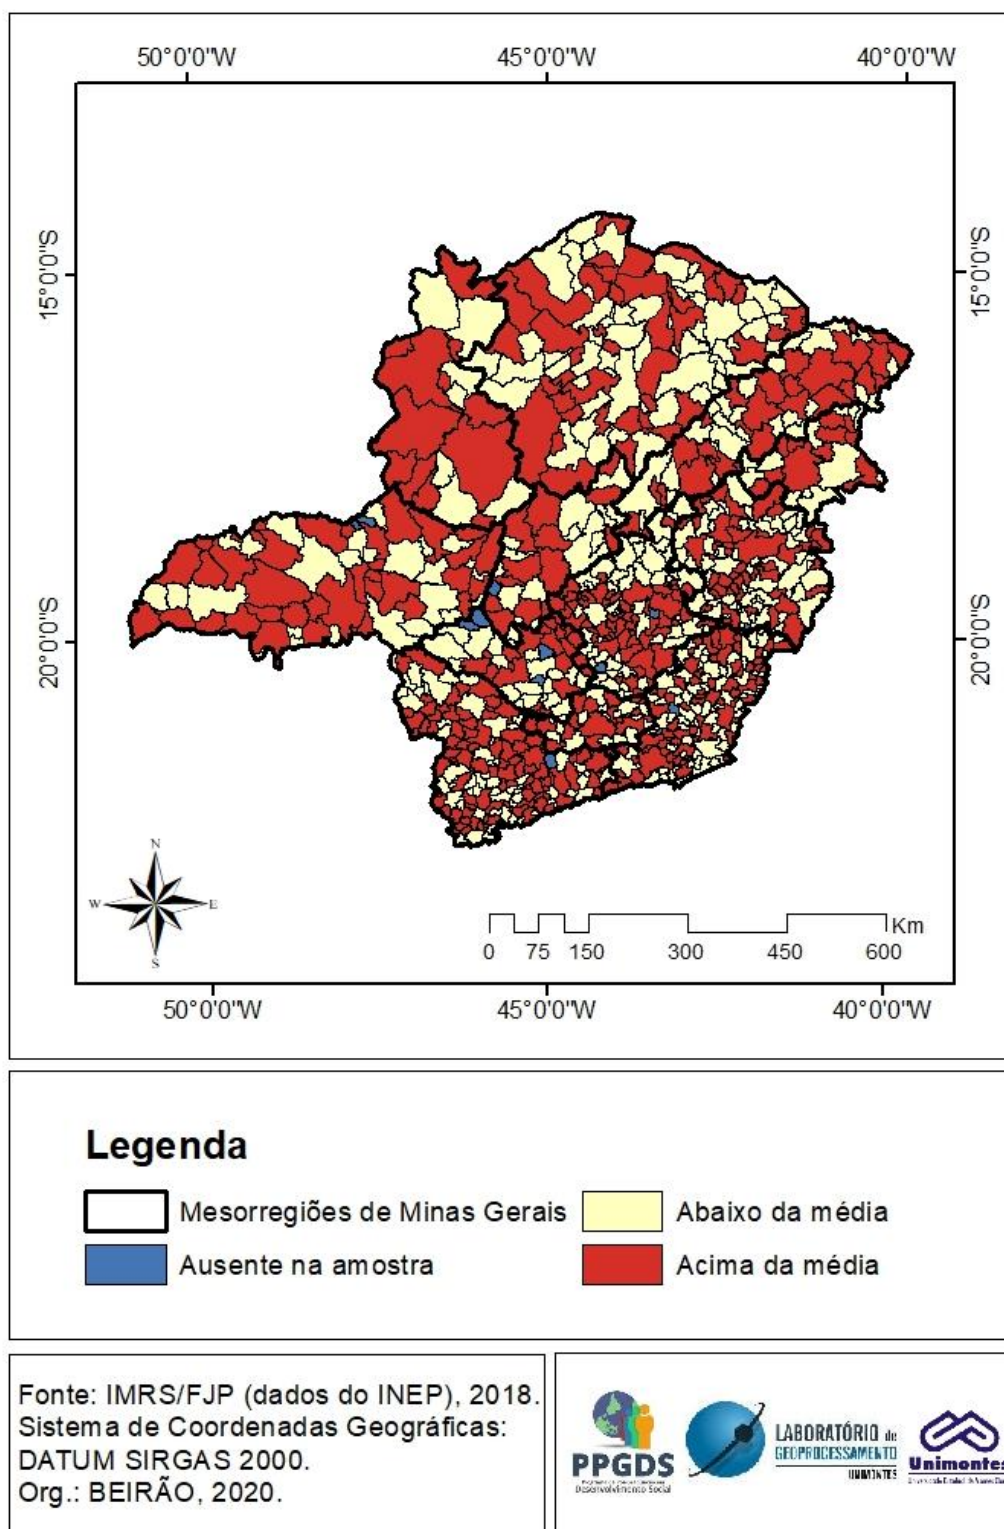 50°0'0"W 45°0'0"W 40°0'0"W
15°0'0"S 15°0'0"S
20°0'0"S 20°0'0"S
N
W E
S
Km
0 75 150 300 450 600
50°0'0"W 45°0'0"W 40°0'0"W
Legenda
Mesorregiões de Minas Gerais Abaixo da média
Ausente na amostra Acima da média
Fonte: IMRS/FJP (dados do INEP), 2018.
Sistema de Coordenadas Geográficas:
DATUM SIRGAS 2000.
Org.: BEIRÃO, 2020.
PPGDS
Desenvolvimento Social
LABORATÓRIO de
GEOPROCESSAMENTO
UNIMONTES
Unimontes